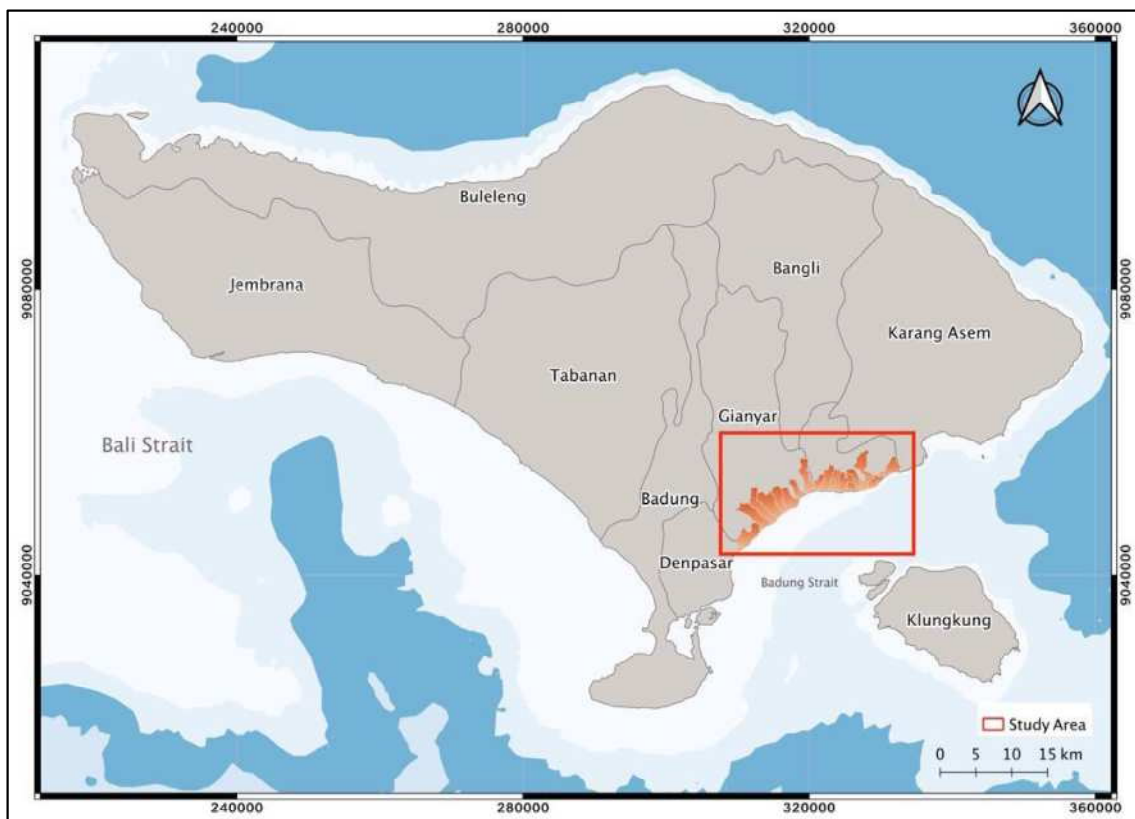 240000 280000 320000 360000
Buleleng
Bangli
9080000 9080000
Jembrana
Karang Asem
Tabanan
Gianyar
Bali Strait
Badung
Denpasar
9040000 9040000
Badung Strait
Klungkung
Study Area
0 5 10 15 km
240000 280000 320000 360000